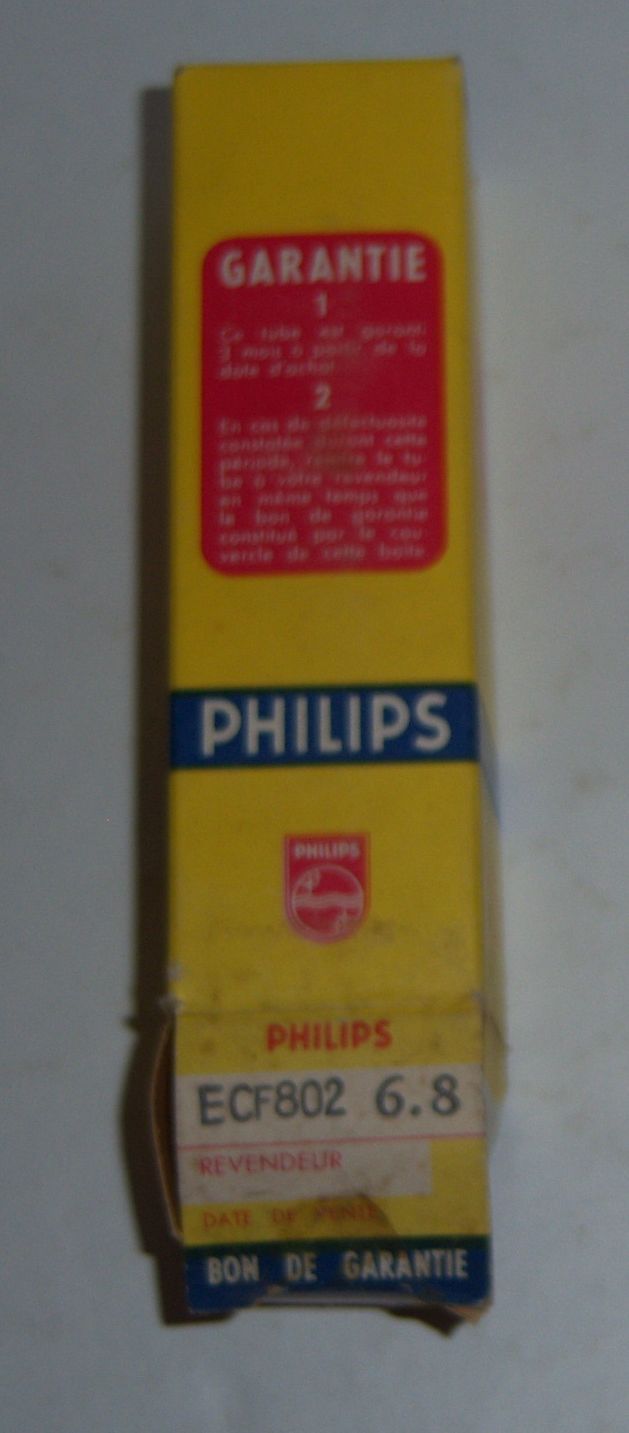 GARANTIE
1
Ce tube est garanti
3 mois à partir de la
date d'achat
2
En cas de défectuosité
constatée durant cette
période, rendre le tu-
be à votre revendeur
en même temps que
le bon de garantie
constitué par le cou-
vercle de cette boîte
PHILIPS
PHILIPS
PHILIPS
ECF802 6.8
REVENDEUR
DATE DE VENTE
BON DE GARANTIE